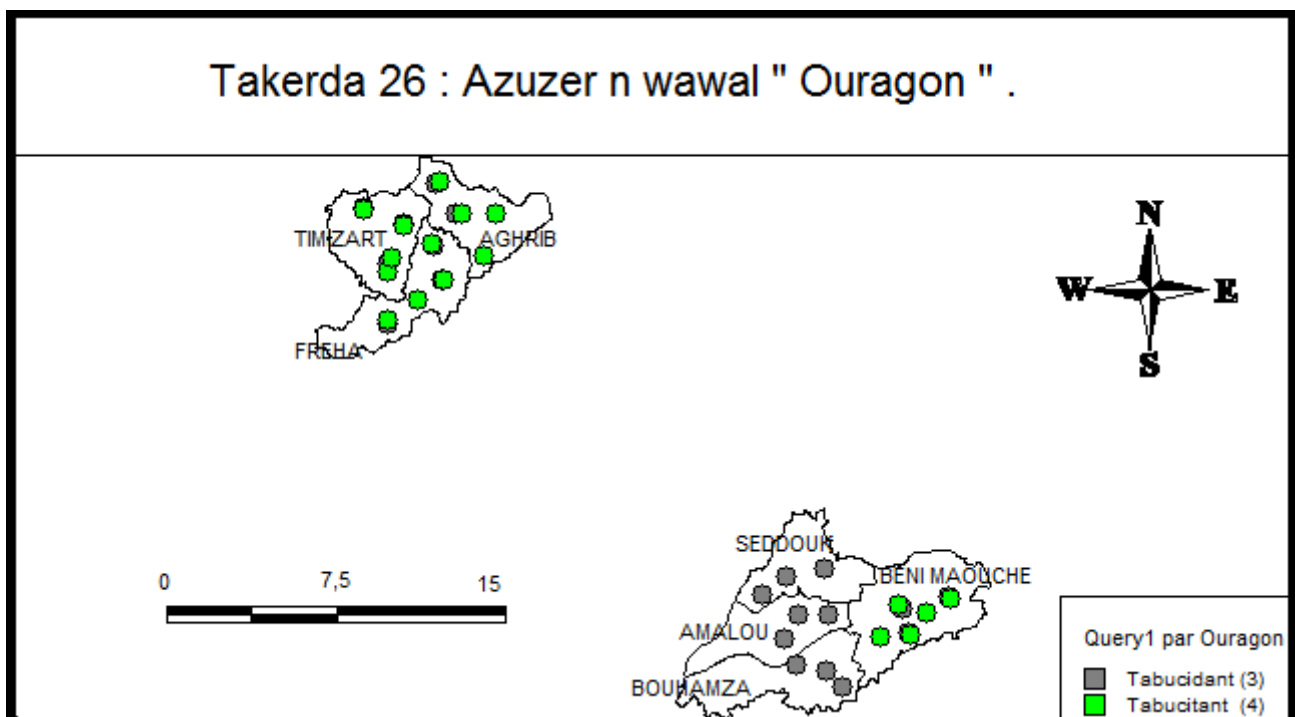 Takerda 26 : Azuzer n wawal " Ouragon " .
N
TIMIZART
AGHRIB
W
E
FREHA
S
SEDDOUK
0
7,5
15
BENI MAOUCHE
AMALOU
Query1 par Ouragon
BOUHAMZA
Tabucidant (3)
Tabucitant (4)